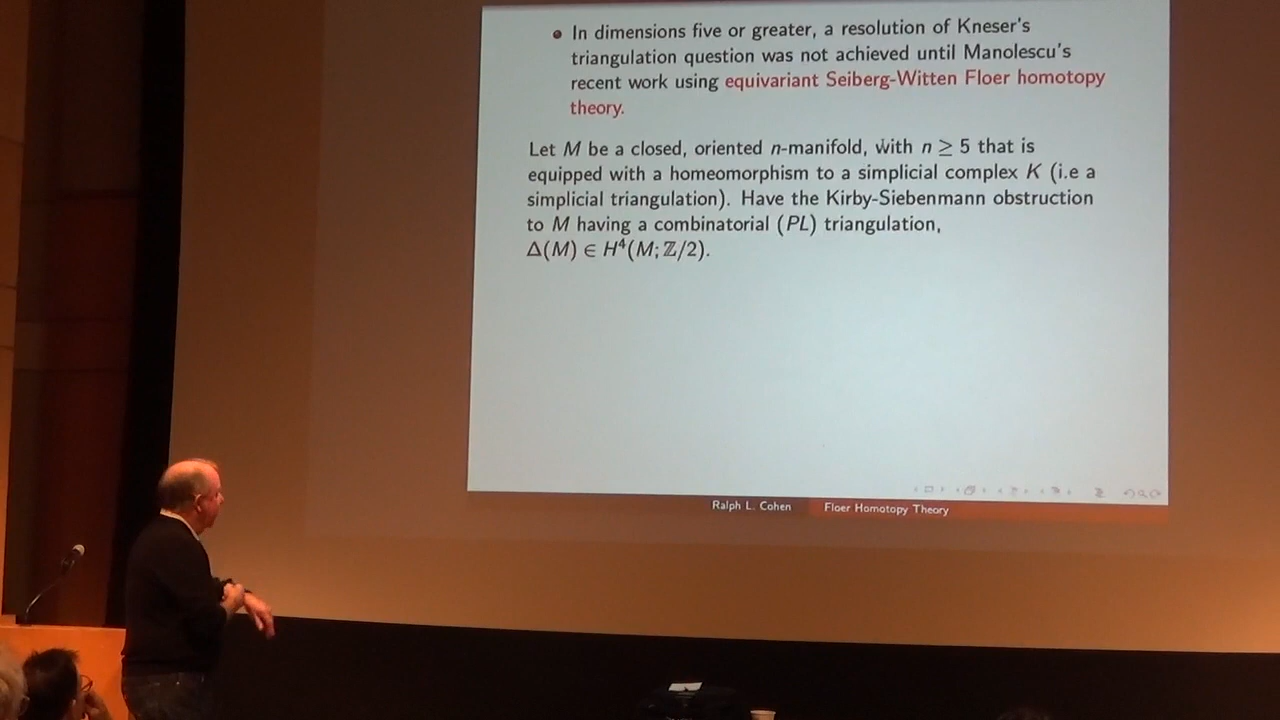 • In dimensions five or greater, a resolution of Kneser's
triangulation question was not achieved until Manolescu's
recent work using equivariant Seiberg-Witten Floer homotopy
theory.
Let M be a closed, oriented n-manifold, with n ≥ 5 that is
equipped with a homeomorphism to a simplicial complex K (i.e a
simplicial triangulation). Have the Kirby-Siebenmann obstruction
to M having a combinatorial (PL) triangulation,
Δ(M) ∈ H⁴(M; ℤ/2).
Ralph L. Cohen Floer Homotopy Theory